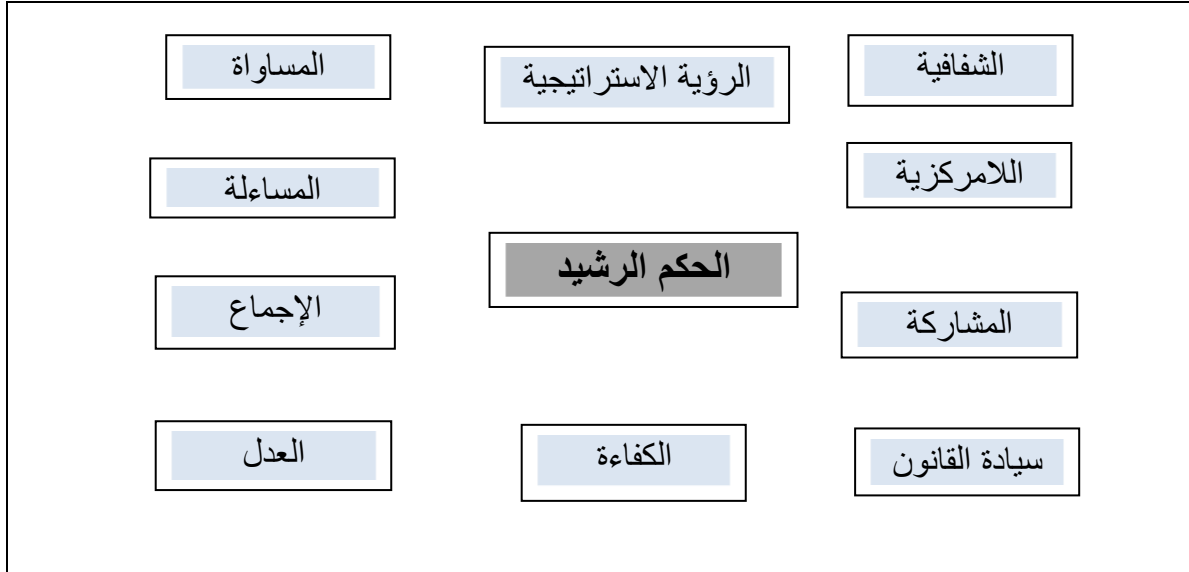 الشفافية
الرؤية الاستراتيجية
المساواة
اللامركزية
المساءلة
الحكم الرشيد
المشاركة
الإجماع
سيادة القانون
الكفاءة
العدل